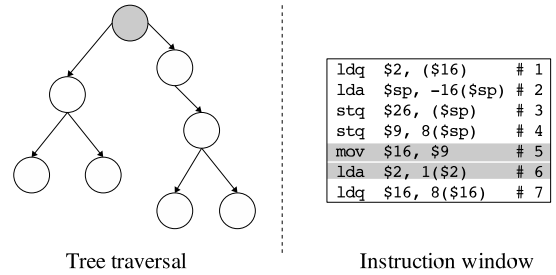 ldq $2, ($16) # 1
lda $sp, -16($sp) # 2
stq $26, ($sp) # 3
stq $9, 8($sp) # 4
mov $16, $9 # 5
lda $2, 1($2) # 6
ldq $16, 8($16) # 7
Tree traversal
Instruction window